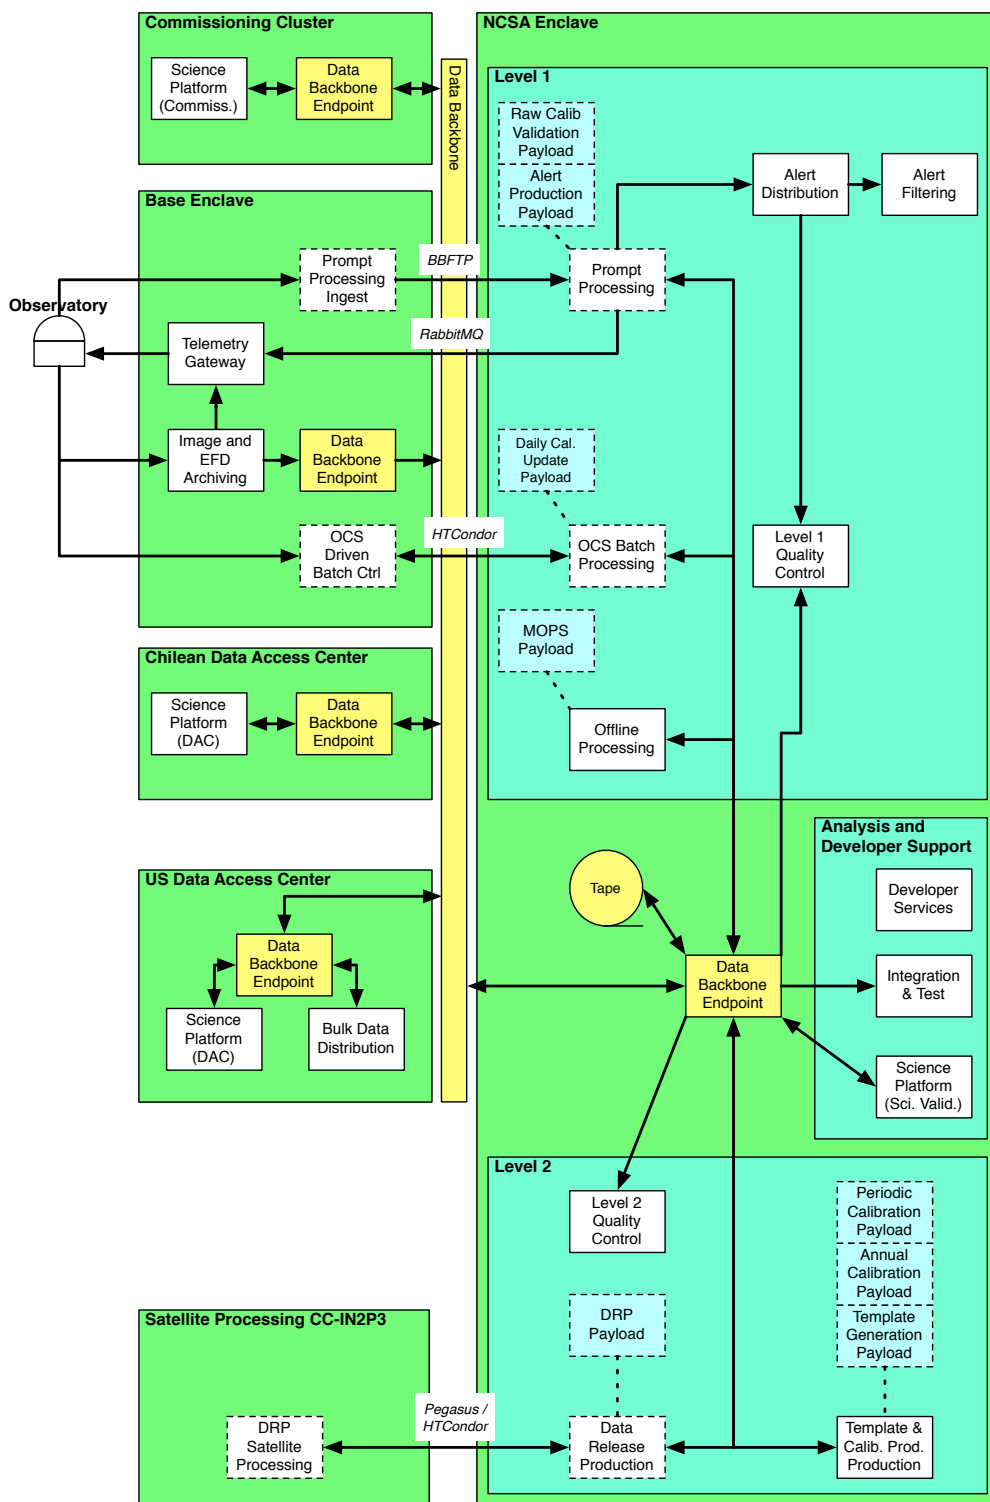 Commissioning Cluster
Science
Platform
(Commiss.)
Data
Backbone
Endpoint
Data Backbone
NCSA Enclave
Level 1
Raw Calib
Validation
Payload
Alert
Production
Payload
Alert
Distribution
Alert
Filtering
Base Enclave
Prompt
Processing
Ingest
BBFTP
Prompt
Processing
Observatory
RabbitMQ
Telemetry
Gateway
Image and
EFD
Archiving
Data
Backbone
Endpoint
Daily Cal.
Update
Payload
OCS
Driven
Batch Ctrl
HTCondor
OCS Batch
Processing
Level 1
Quality
Control
MOPS
Payload
Chilean Data Access Center
Science
Platform
(DAC)
Data
Backbone
Endpoint
Offline
Processing
Analysis and
Developer Support
Developer
Services
Tape
US Data Access Center
Data
Backbone
Endpoint
Science
Platform
(DAC)
Bulk Data
Distribution
Data
Backbone
Endpoint
Integration
& Test
Science
Platform
(Sci. Valid.)
Level 2
Level 2
Quality
Control
Periodic
Calibration
Payload
Annual
Calibration
Payload
Template
Generation
Payload
DRP
Payload
Satellite Processing CC-IN2P3
DRP
Satellite
Processing
Pegasus /
HTCondor
Data
Release
Production
Template &
Calib. Prod.
Production